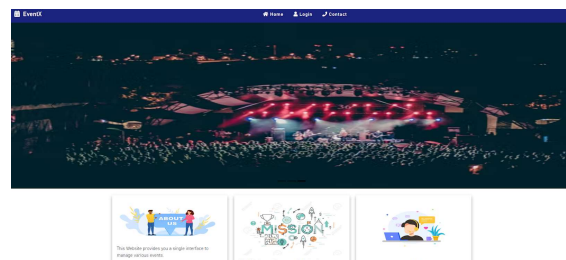 EventX
Home Login Contact
ABOUT
US
MISSION
This Website provides you a single interface to
manage various events.